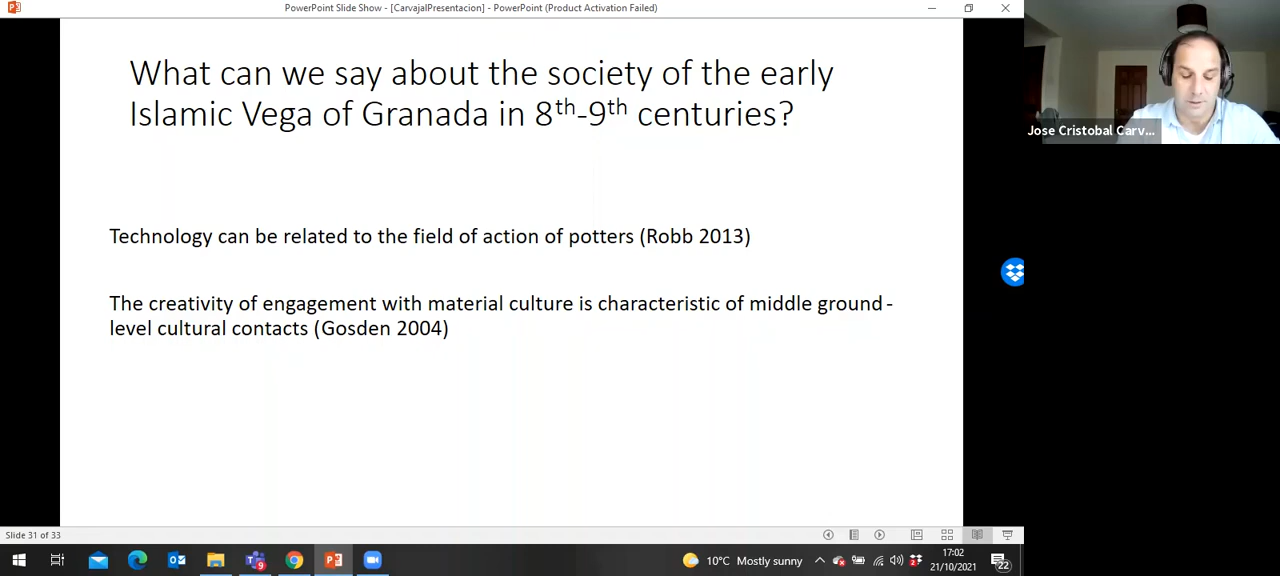 PowerPoint Slide Show - [CarvajalPresentacion] - PowerPoint (Product Activation Failed)
What can we say about the society of the early
Islamic Vega of Granada in 8th-9th centuries?
Jose Cristobal Carv...
Technology can be related to the field of action of potters (Robb 2013)
The creativity of engagement with material culture is characteristic of middle ground-
level cultural contacts (Gosden 2004)
Slide 31 of 33
10°C Mostly sunny
17:02
21/10/2021
22
9
2